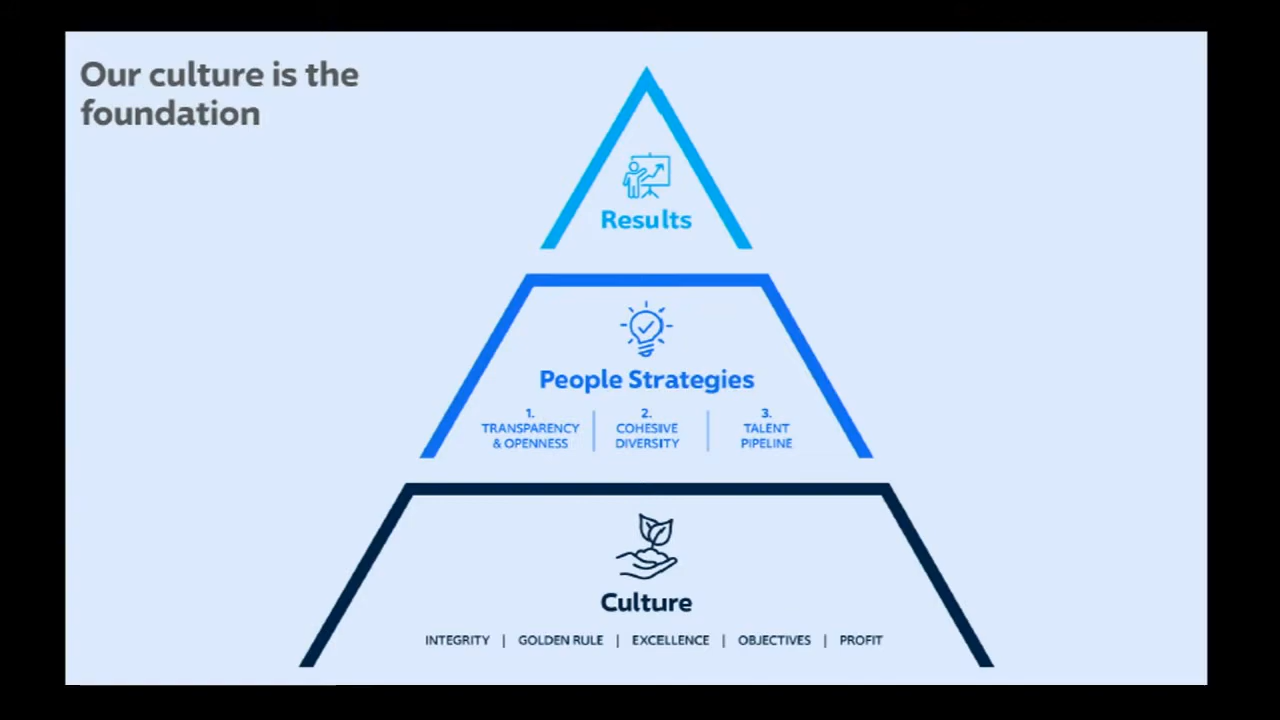 Our culture is the
foundation
Results
People Strategies
1.
TRANSPARENCY
& OPENNESS
2.
COHESIVE
DIVERSITY
3.
TALENT
PIPELINE
Culture
INTEGRITY | GOLDEN RULE | EXCELLENCE | OBJECTIVES | PROFIT